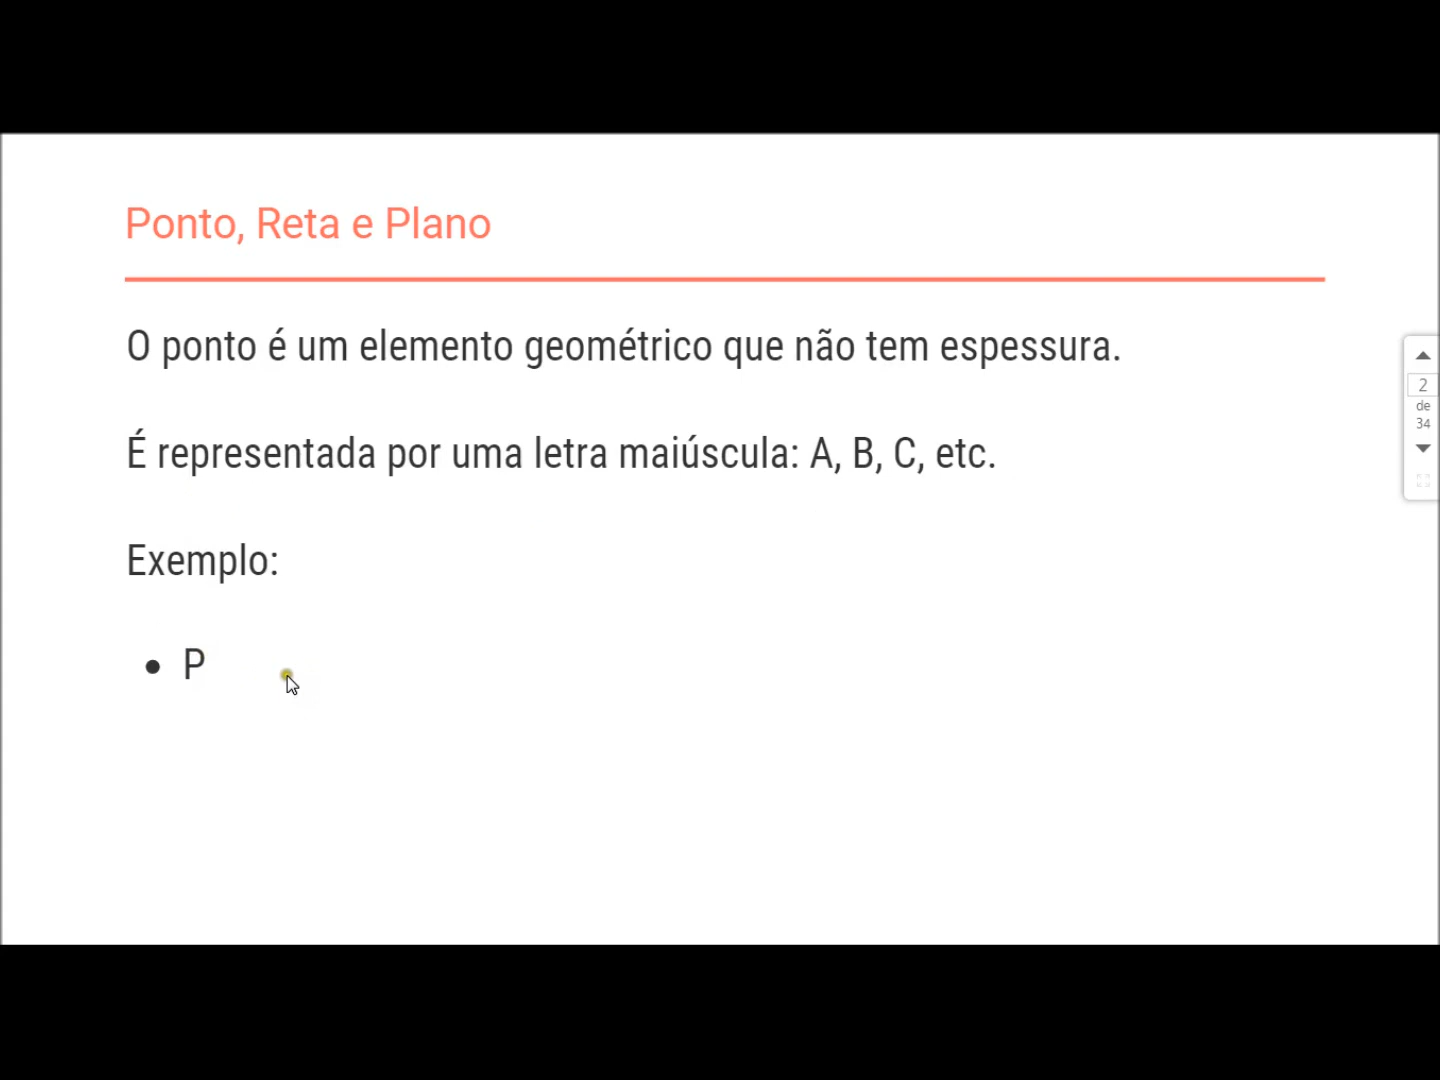 Ponto, Reta e Plano
O ponto é um elemento geométrico que não tem espessura.
É representada por uma letra maiúscula: A, B, C, etc.
Exemplo:
• P
2
de
34